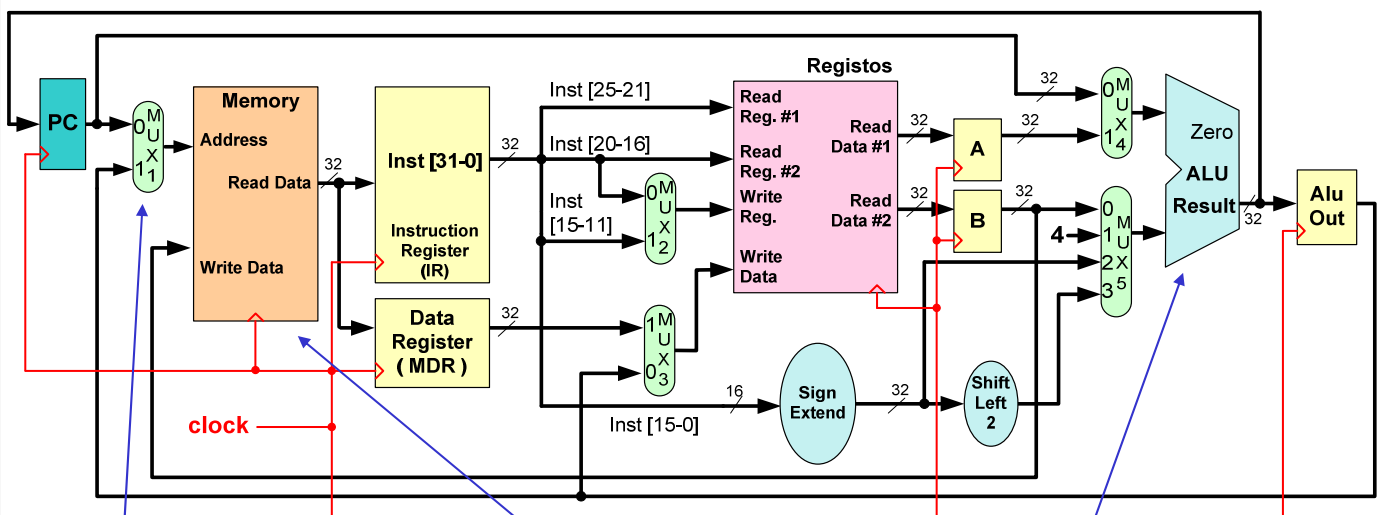 PC
0
1
M
U
X
1
Memory
Address
Read Data
Write Data
32
Inst [31-0]
Instruction
Register
(IR)
32
Data
Register
( MDR )
32
clock
Inst [25-21]
Inst [20-16]
Inst
[15-11]
0
1
M
U
X
2
1
0
M
U
X
3
Inst [15-0]
16
Registos
Read
Reg. #1
Read
Reg. #2
Write
Reg.
Write
Data
Read
Data #1
Read
Data #2
32
32
A
B
32
32
Sign
Extend
32
Shift
Left
2
32
0
1
M
U
X
4
0
4
1
2
3
M
U
X
5
Zero
ALU
Result
32
Alu
Out